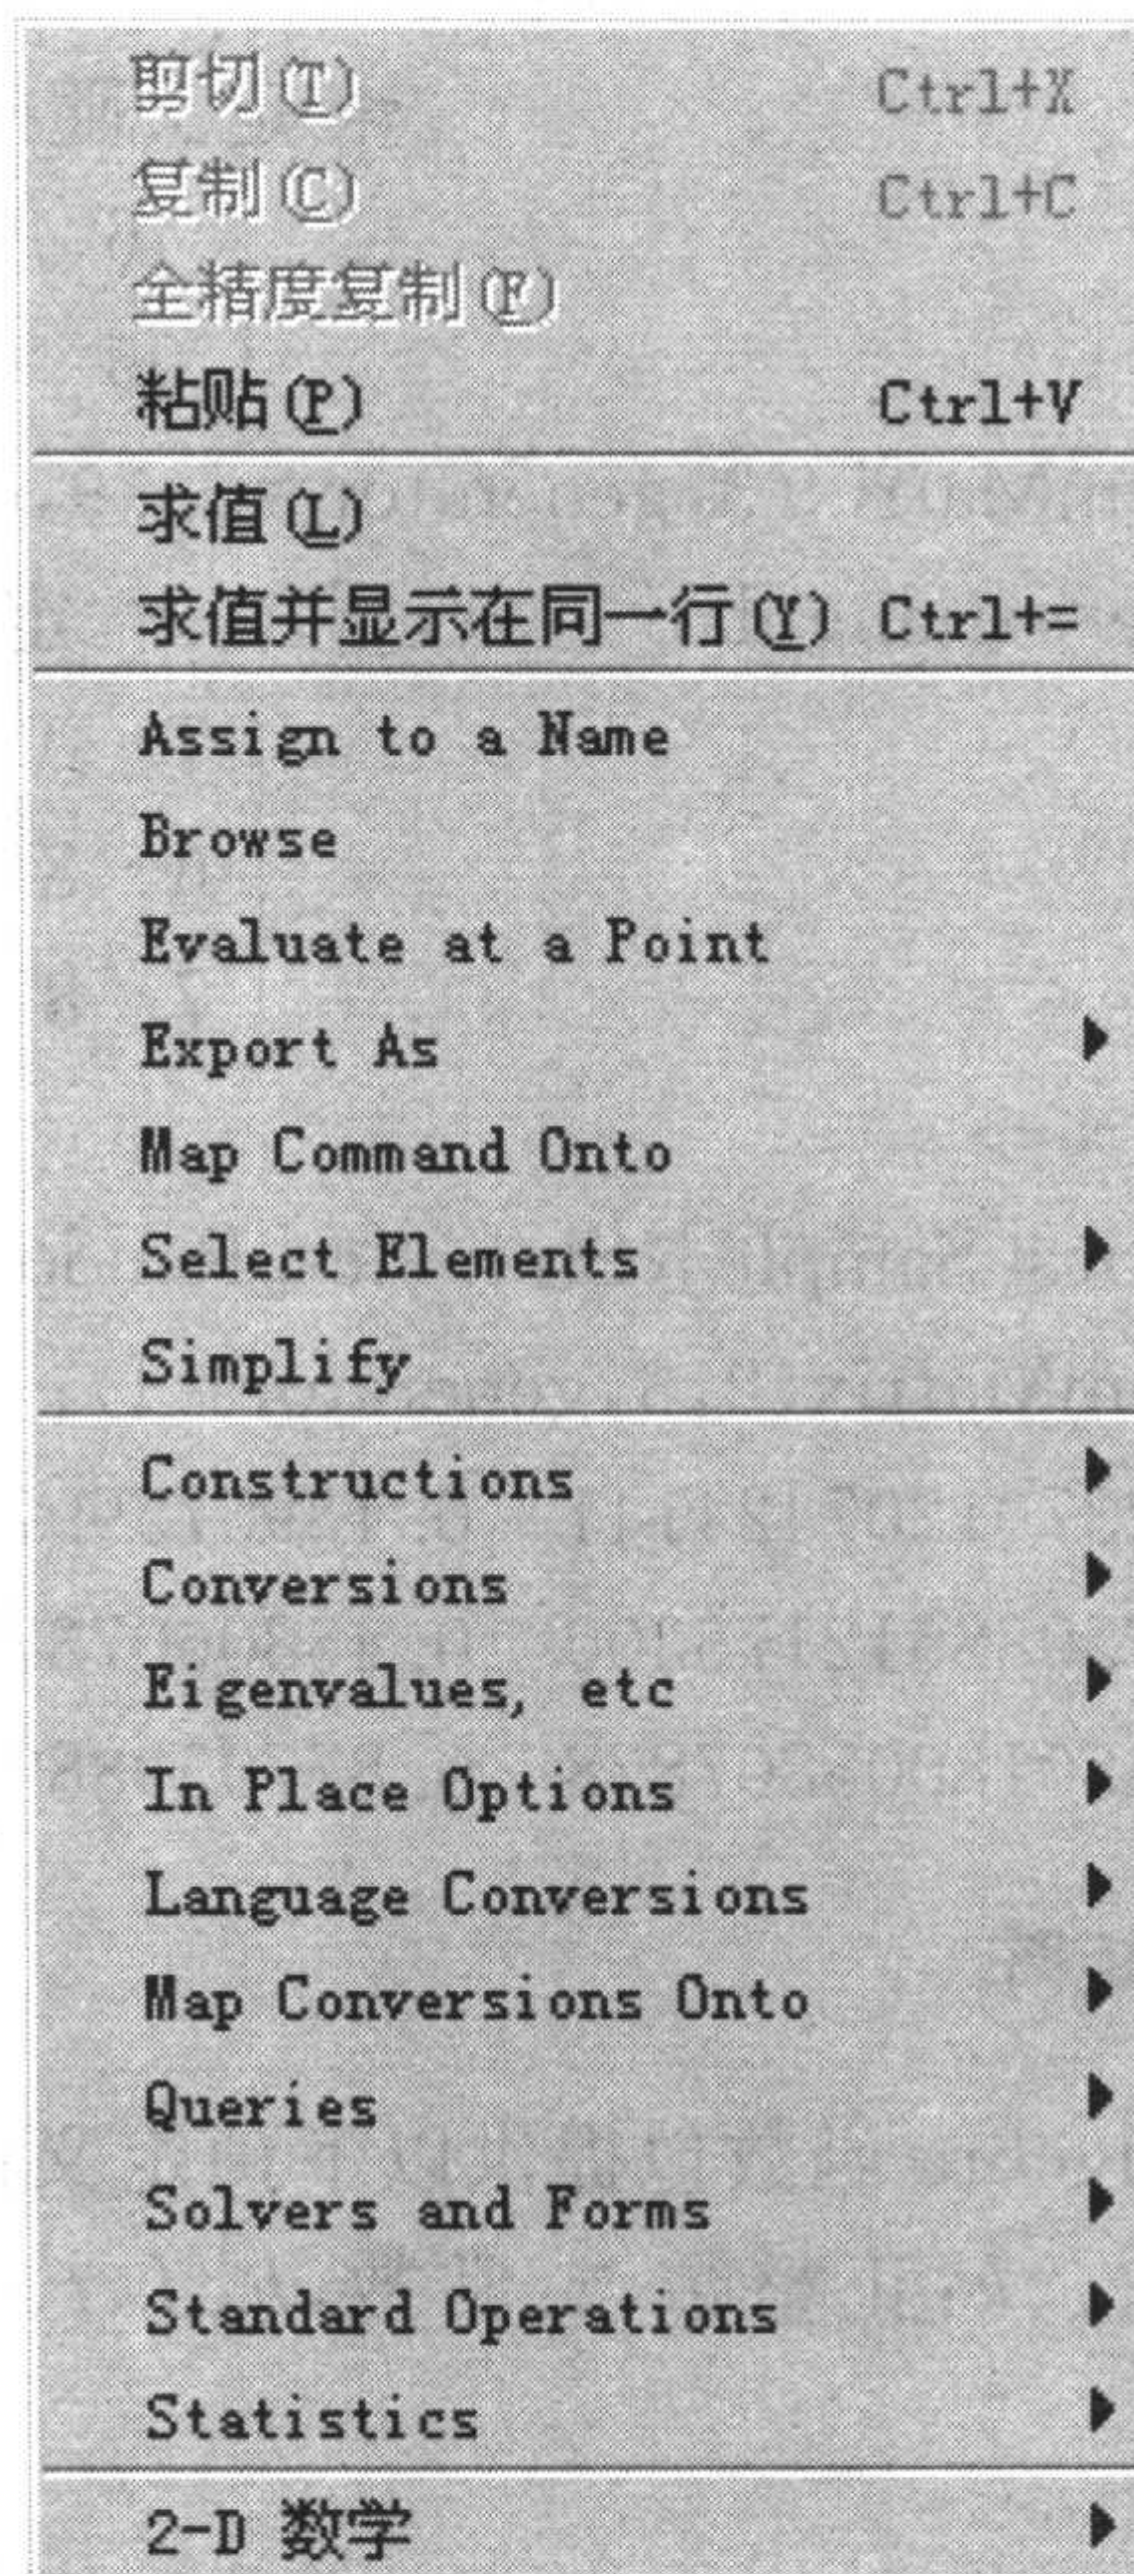 剪切(T) Ctrl+X
复制(C) Ctrl+C
全精度复制(F)
粘贴(P) Ctrl+V
求值(L)
求值并显示在同一行(Y) Ctrl+=
Assign to a Name
Browse
Evaluate at a Point
Export As
Map Command Onto
Select Elements
Simplify
Constructions
Conversions
Eigenvalues, etc
In Place Options
Language Conversions
Map Conversions Onto
Queries
Solvers and Forms
Standard Operations
Statistics
2-D 数学